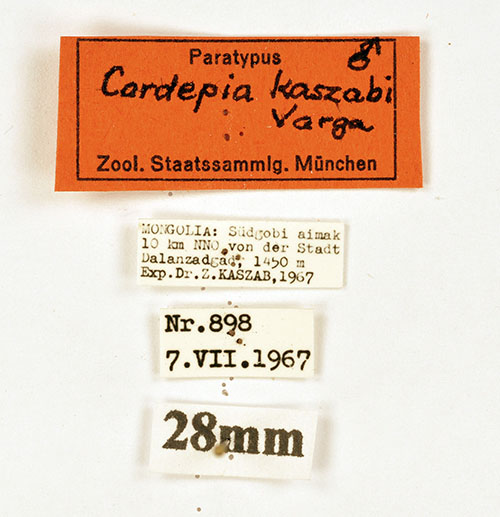 Paratypus ♂
Cardepia kaszabi
Varga
Zool. Staatssammlg. München
MONGOLIA: Südgobi aimak
10 km NNO von der Stadt
Dalanzadgad, 1450 m
Exp.Dr.Z.KASZAB,1967
Nr.898
7.VII.1967
28mm